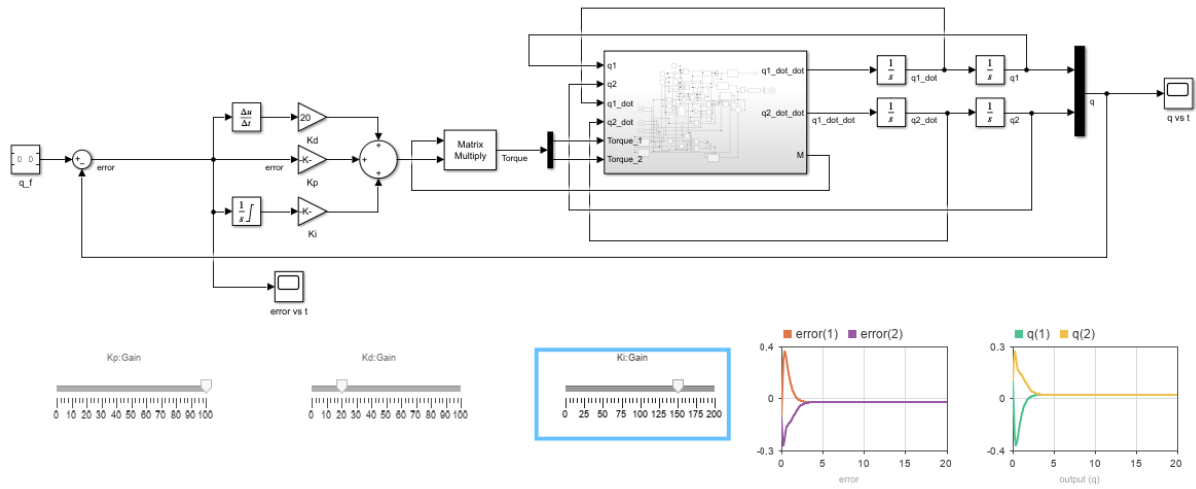 q1
q2
q1_dot
q2_dot
Torque_1
Torque_2
q1_dot_dot
q2_dot_dot
M
1
s
q1_dot
1
s
q1
q1_dot_dot
1
s
q2_dot
1
s
q2
q
q vs t
0 0
q_f
+
−
error
Δu
Δt
20
Kd
error
K-
Kp
1
s
K-
Ki
+
+
+
Matrix
Multiply
Torque
error vs t
Kp:Gain
0 10 20 30 40 50 60 70 80 90 100
Kd:Gain
0 10 20 30 40 50 60 70 80 90 100
Ki:Gain
0 25 50 75 100 125 150 175 200
error(1) error(2)
0.4
0
-0.3
0 5 10 15 20
error
q(1) q(2)
0.3
0
-0.4
0 5 10 15 20
output (q)